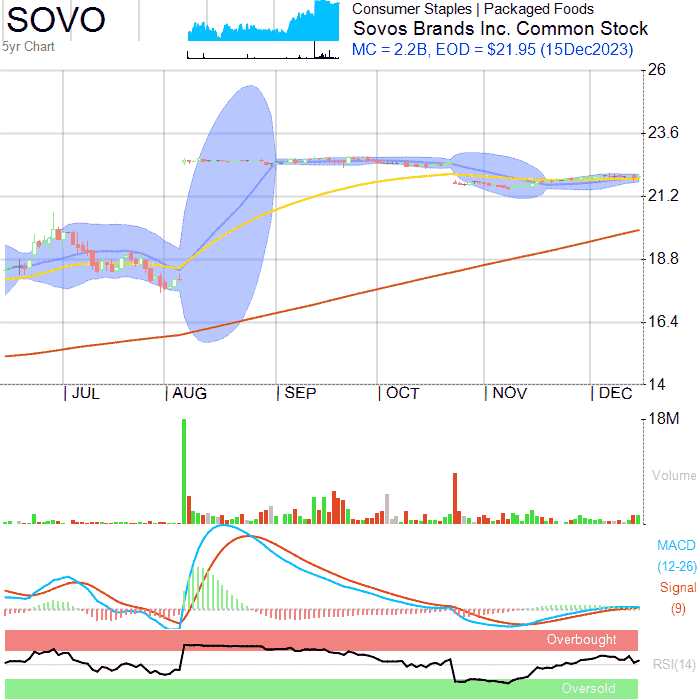 SOVO
5yr Chart
Consumer Staples | Packaged Foods
Sovos Brands Inc. Common Stock
MC = 2.2B, EOD = $21.95 (15Dec2023)
26
23.6
21.2
18.8
16.4
14
JUL
AUG
SEP
OCT
NOV
DEC
18M
Volume
MACD
(12-26)
Signal
(9)
Overbought
RSI(14)
Oversold